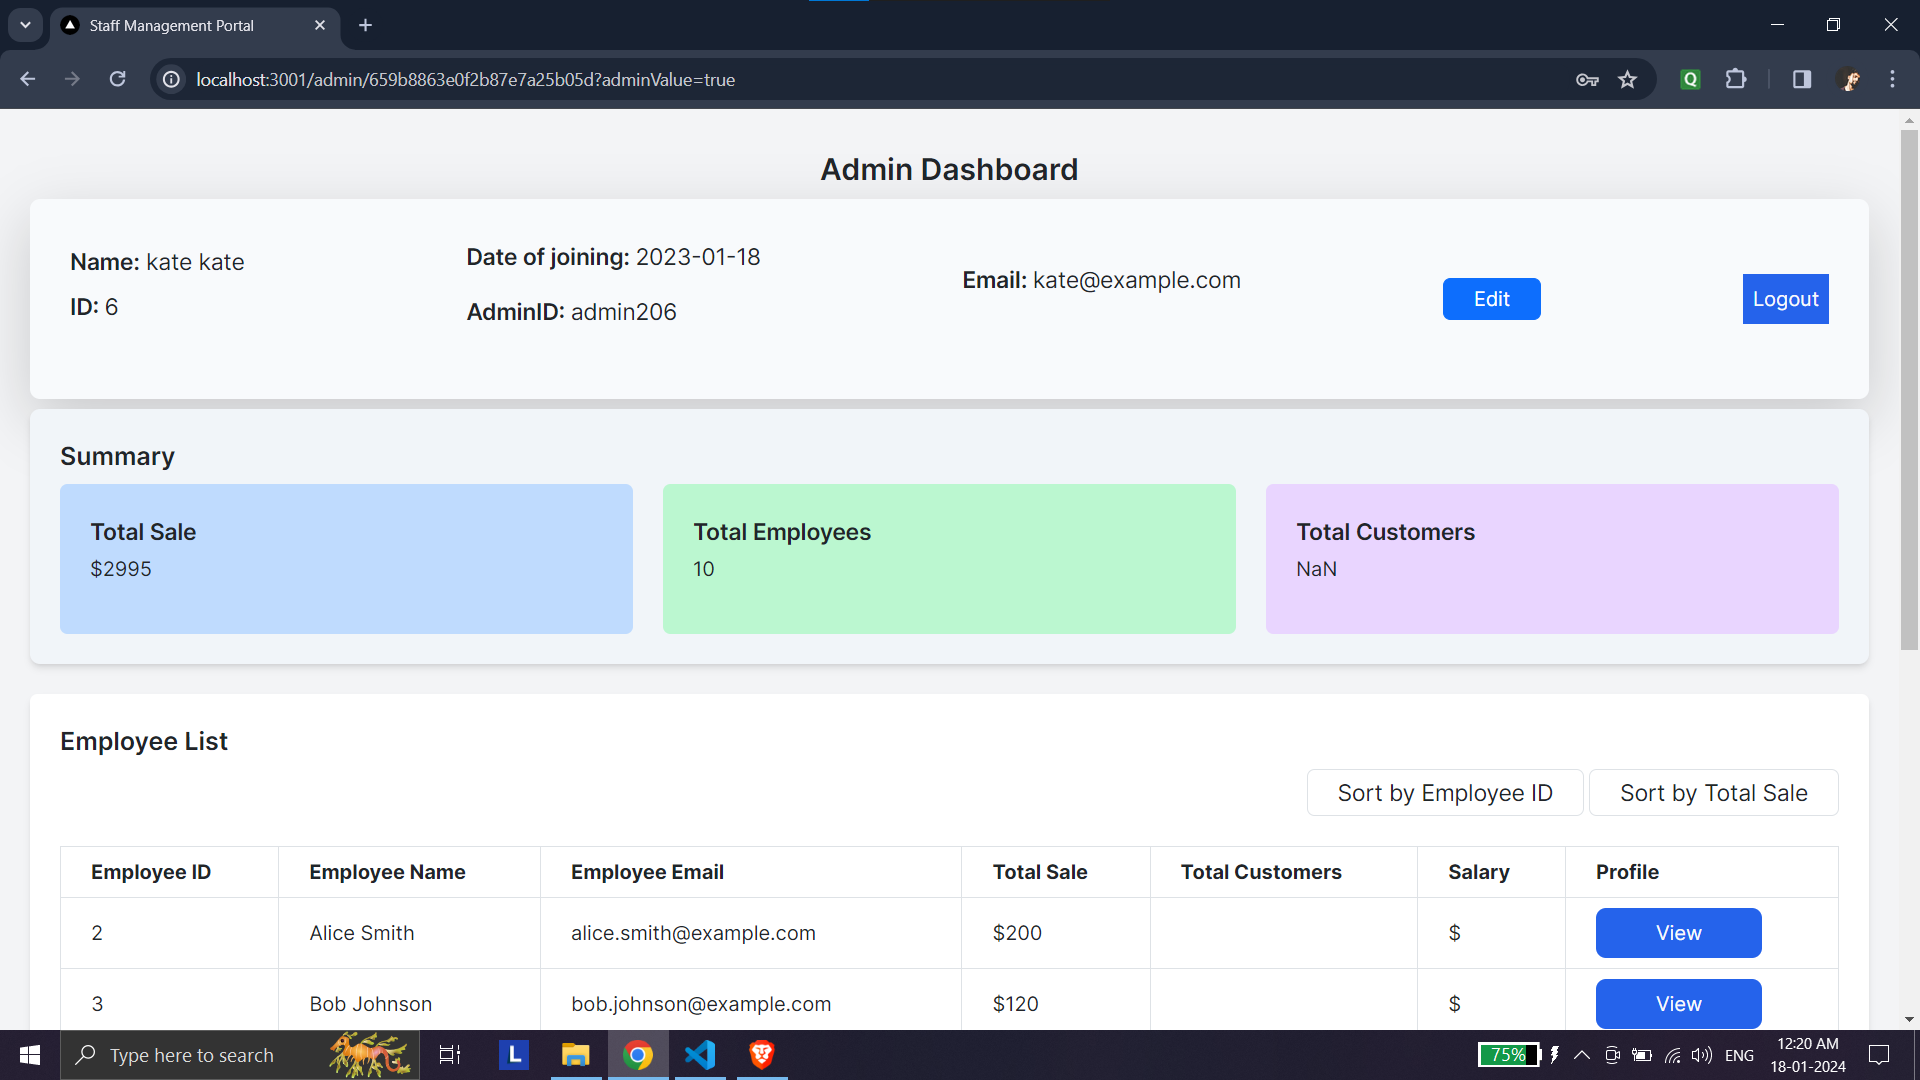 Staff Management Portal
localhost:3001/admin/659b8863e0f2b87e7a25b05d?adminValue=true
Q
Admin Dashboard
Name: kate kate
ID: 6
Date of joining: 2023-01-18
AdminID: admin206
Email: kate@example.com
Edit
Logout
Summary
Total Sale
$2995
Total Employees
10
Total Customers
NaN
Employee List
Sort by Employee ID
Sort by Total Sale
Employee ID Employee Name Employee Email Total Sale Total Customers Salary Profile
2 Alice Smith alice.smith@example.com $200 $ View
3 Bob Johnson bob.johnson@example.com $120 $ View
Type here to search
L
75%
ENG
12:20 AM
18-01-2024